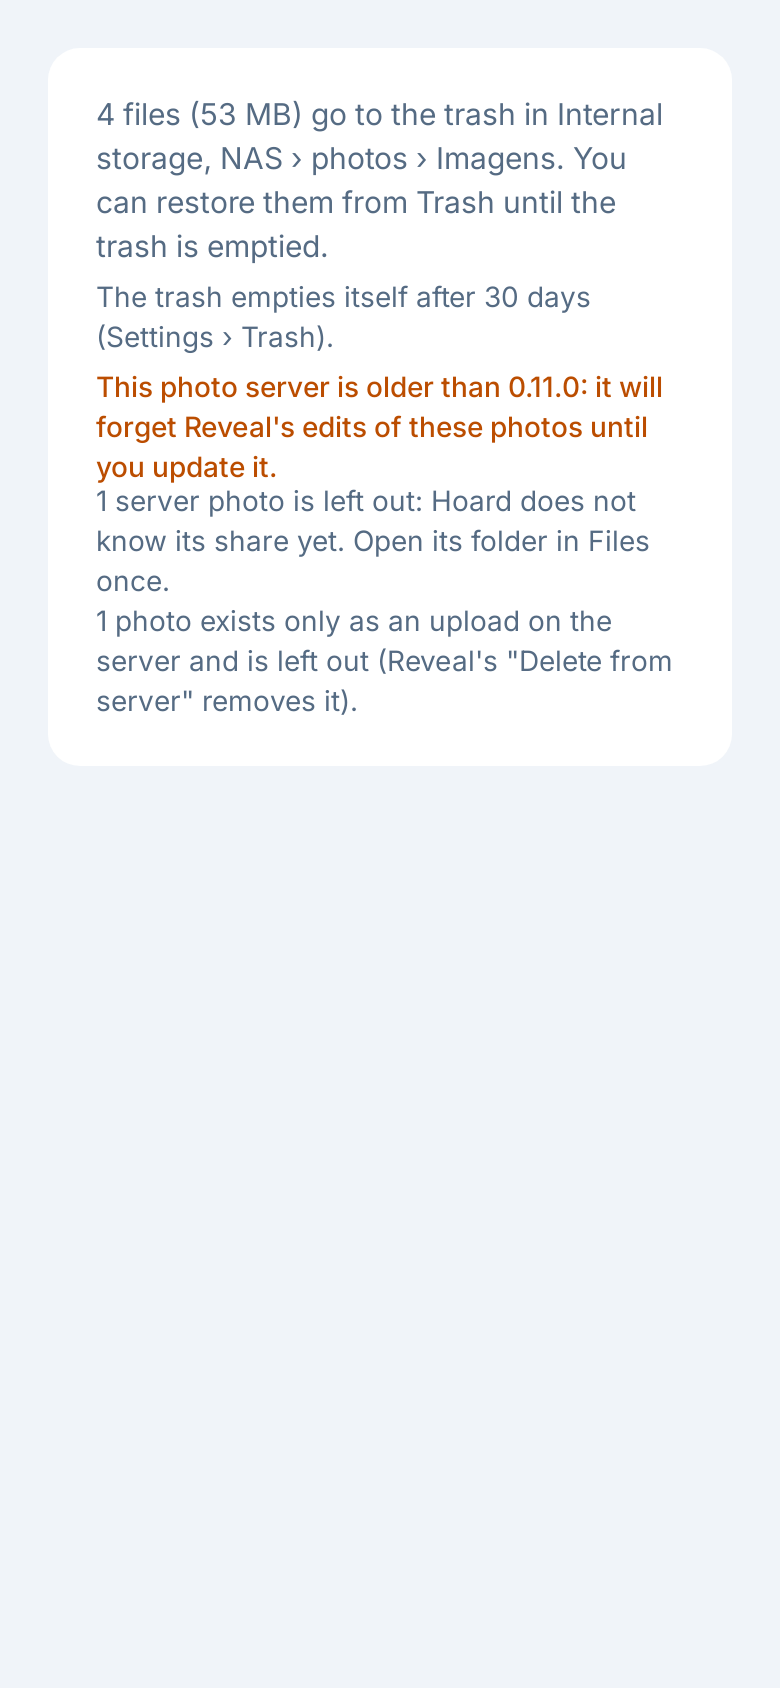 4 files (53 MB) go to the trash in Internal
storage, NAS › photos › Imagens. You
can restore them from Trash until the
trash is emptied.
The trash empties itself after 30 days
(Settings › Trash).
This photo server is older than 0.11.0: it will
forget Reveal's edits of these photos until
you update it.
1 server photo is left out: Hoard does not
know its share yet. Open its folder in Files
once.
1 photo exists only as an upload on the
server and is left out (Reveal's "Delete from
server" removes it).